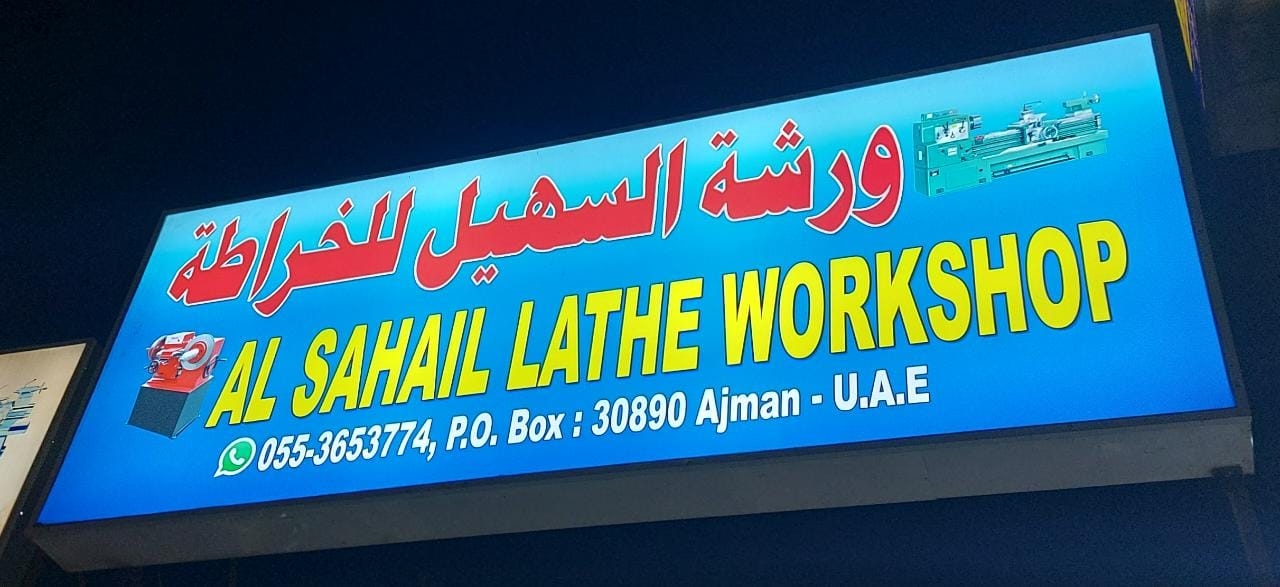 ورشة السهيل للخراطة
AL SAHAIL LATHE WORKSHOP
055-3653774, P.O. Box : 30890 Ajman - U.A.E